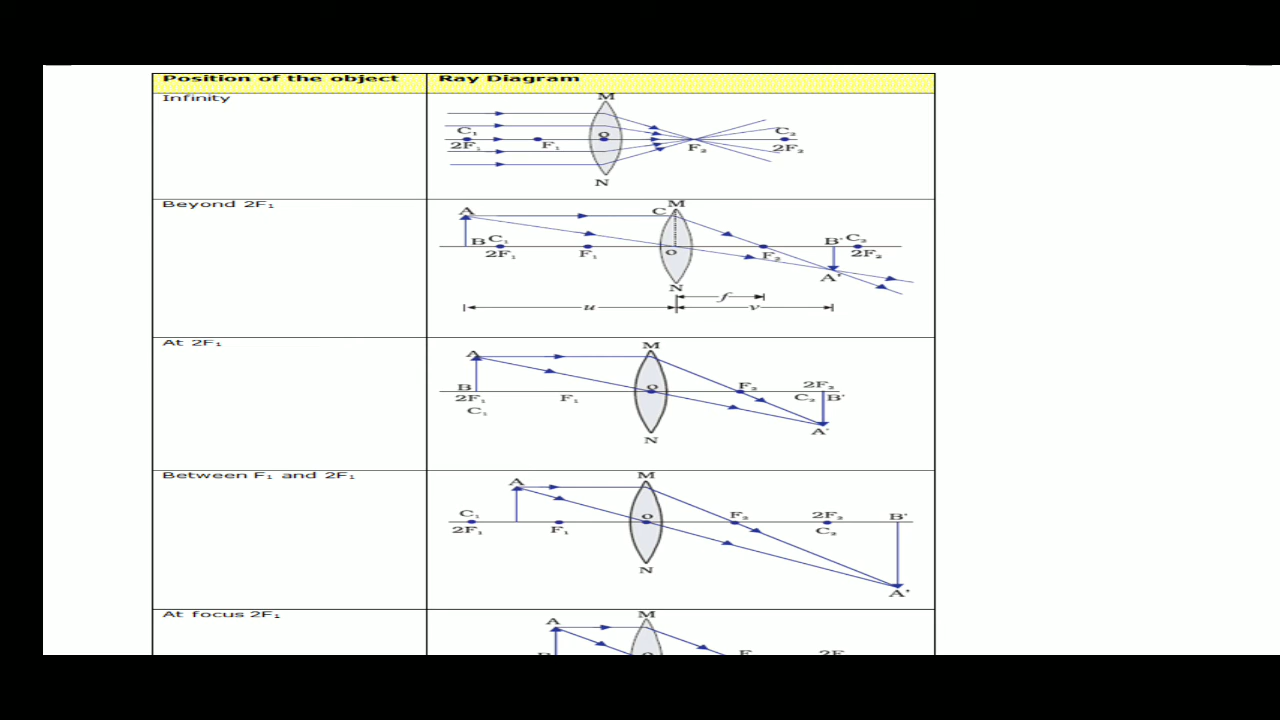 Position of the object
Ray Diagram
Infinity
M
C₁
O
C₂
2F₁
F₁
F₂
2F₂
N
Beyond 2F₁
A
C
M
B
C₁
2F₁
F₁
O
F₂
B'
C₂
2F₂
A'
N
f
u
v
At 2F₁
A
M
B
2F₁
C₁
F₁
O
F₂
2F₂
C₂
B'
A'
N
Between F₁ and 2F₁
A
M
C₁
2F₁
F₁
O
F₂
2F₂
C₂
B'
A'
N
At focus 2F₁
A
M